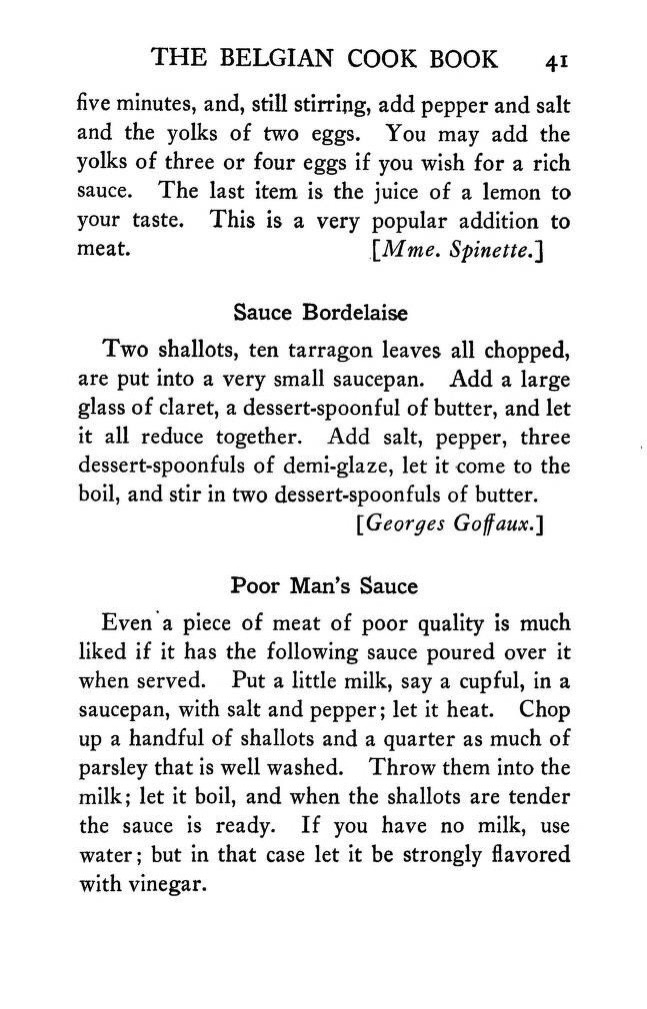 THE BELGIAN COOK BOOK 41
five minutes, and, still stirring, add pepper and salt
and the yolks of two eggs. You may add the
yolks of three or four eggs if you wish for a rich
sauce. The last item is the juice of a lemon to
your taste. This is a very popular addition to
meat. [Mme. Spinette.]
Sauce Bordelaise
Two shallots, ten tarragon leaves all chopped,
are put into a very small saucepan. Add a large
glass of claret, a dessert-spoonful of butter, and let
it all reduce together. Add salt, pepper, three
dessert-spoonfuls of demi-glaze, let it come to the
boil, and stir in two dessert-spoonfuls of butter.
[Georges Goffaux.]
Poor Man's Sauce
Even a piece of meat of poor quality is much
liked if it has the following sauce poured over it
when served. Put a little milk, say a cupful, in a
saucepan, with salt and pepper; let it heat. Chop
up a handful of shallots and a quarter as much of
parsley that is well washed. Throw them into the
milk; let it boil, and when the shallots are tender
the sauce is ready. If you have no milk, use
water; but in that case let it be strongly flavored
with vinegar.